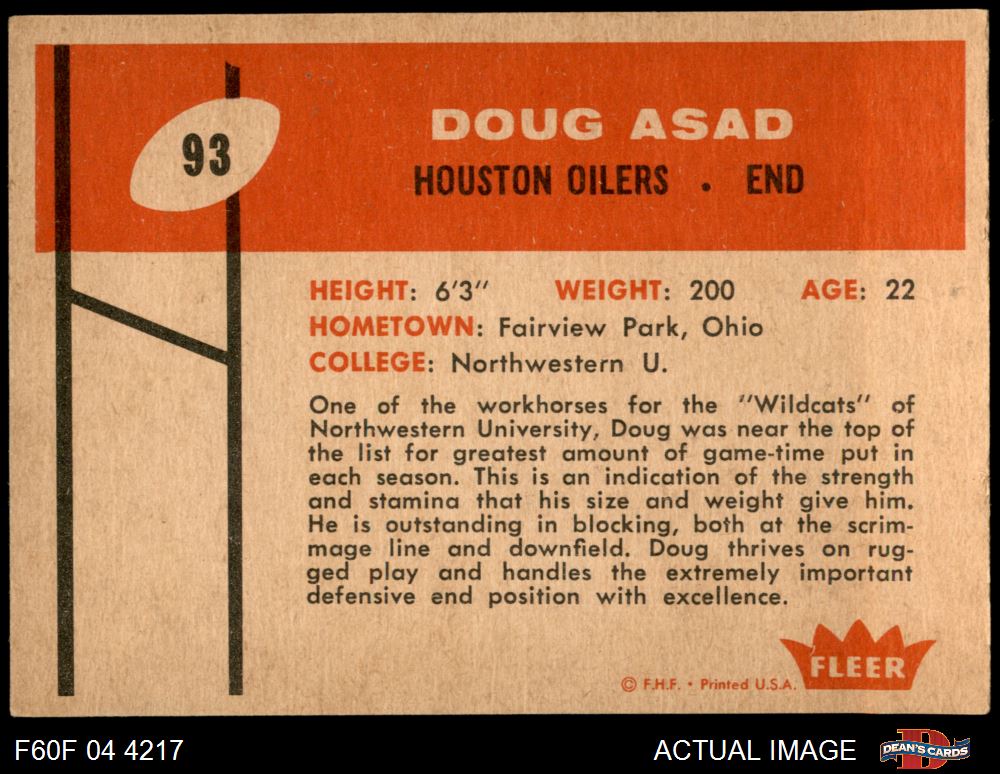 93
DOUG ASAD
HOUSTON OILERS . END
HEIGHT: 6'3" WEIGHT: 200 AGE: 22
HOMETOWN: Fairview Park, Ohio
COLLEGE: Northwestern U.
One of the workhorses for the "Wildcats" of
Northwestern University, Doug was near the top of
the list for greatest amount of game-time put in
each season. This is an indication of the strength
and stamina that his size and weight give him.
He is outstanding in blocking, both at the scrim-
mage line and downfield. Doug thrives on rug-
ged play and handles the extremely important
defensive end position with excellence.
FLEER
© F.H.F. • Printed U.S.A.
F60F 04 4217 ACTUAL IMAGE D DEAN'S CARDS